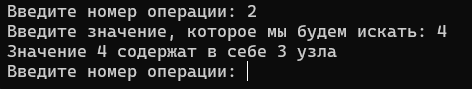 Введите номер операции: 2
Введите значение, которое мы будем искать: 4
Значение 4 содержат в себе 3 узла
Введите номер операции: